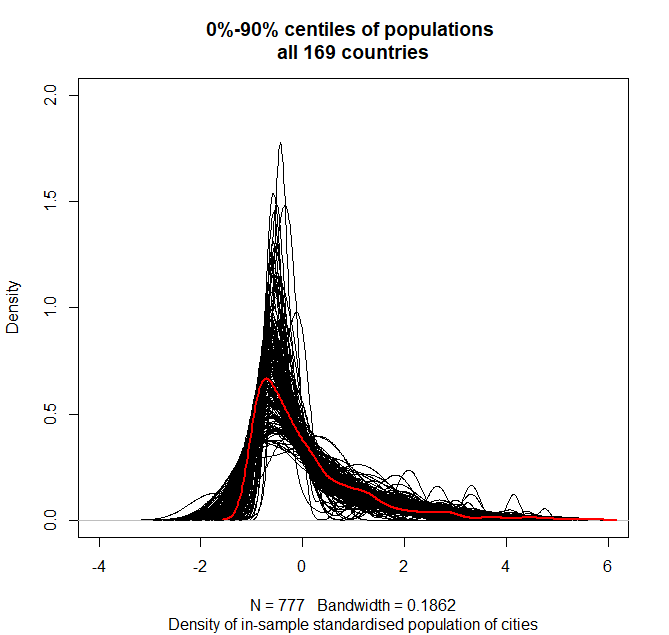 0%-90% centiles of populations
all 169 countries
Density
2.0
1.5
1.0
0.5
0.0
-4
-2
0
2
4
6
N = 777   Bandwidth = 0.1862
Density of in-sample standardised population of cities